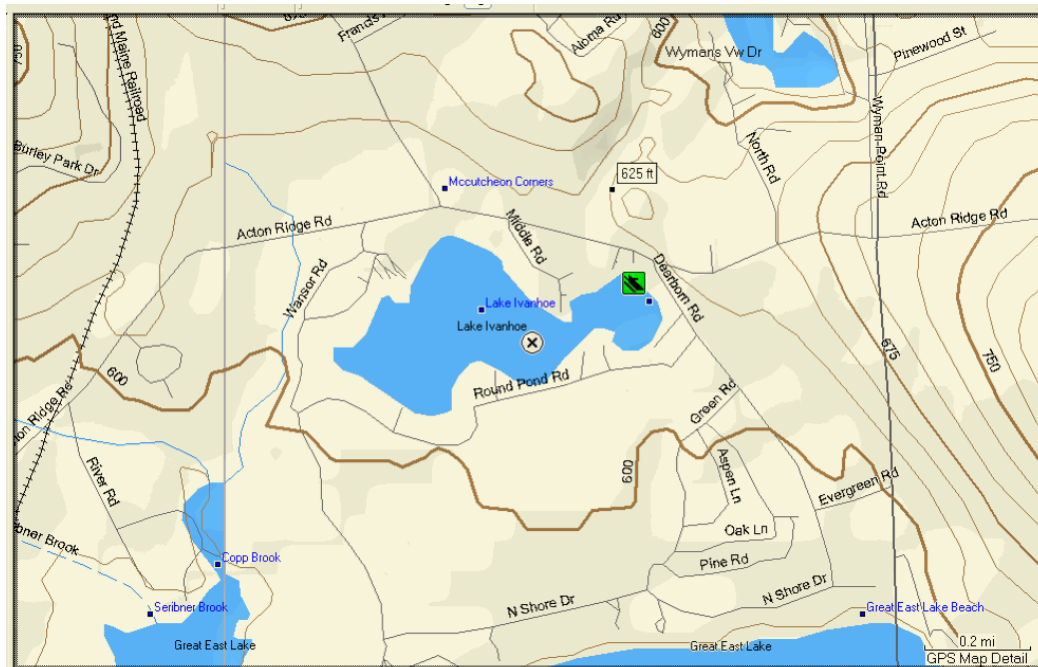 Francis
Aloma Rd
600
Wymans Vw Dr
Pinewood St
750
nd Maine Railroad
Burley Park Dr
Wyman Point Rd
North Rd
Mccutcheon Corners
625 ft
Acton Ridge Rd
Middle Rd
Acton Ridge Rd
Wansor Rd
Dearborn Rd
Lake Ivanhoe
Lake Ivanhoe
675
750
600
Round Pond Rd
Green Rd
ton Ridge Rd
River Rd
600
Aspen Ln
Evergreen Rd
Oak Ln
bner Brook
Copp Brook
Pine Rd
N Shore Dr
N Shore Dr
Seribner Brook
Great East Lake Beach
Great East Lake
Great East Lake
0.2 mi
GPS Map Detail